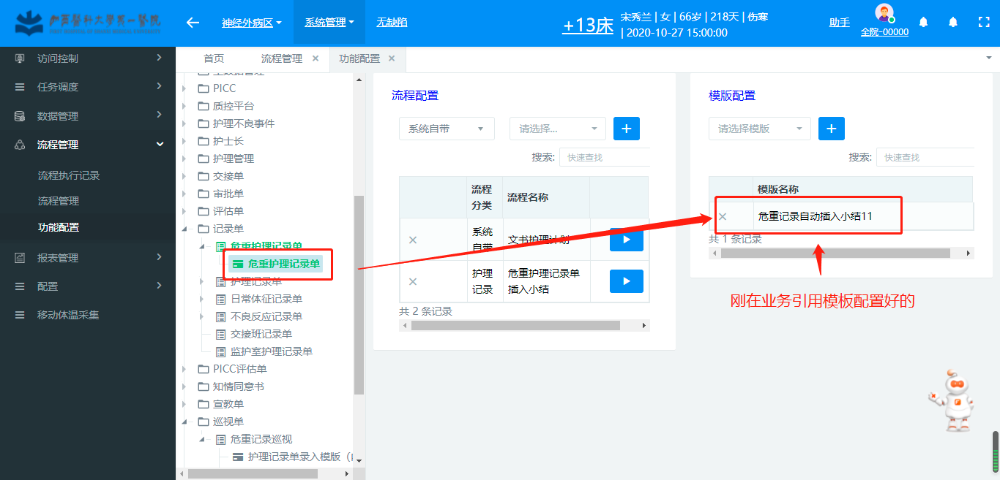 神经外病区
系统管理
无缺陷
+13床
宋秀兰 | 女 | 66岁 | 218天 | 伤寒
| 2020-10-27 15:00:00
助手
全院-00000
访问控制
任务调度
数据管理
流程管理
流程执行记录
流程管理
功能配置
报表管理
配置
移动体温采集
首页
流程管理 ×
功能配置 ×
PICC
质控平台
护理不良事件
护士长
护理管理
交接单
审批单
评估单
记录单
危重护理记录单
危重护理记录单
护理记录单
日常体征记录单
不良反应记录单
交接班记录单
监护室护理记录单
PICC评估单
知情同意书
宣教单
巡视单
危重记录巡视
护理记录单录入模版
流程配置
系统自带
请选择...
+
搜索: 快速查找
流程分类 流程名称
× 系统自带 文书护理计划
× 护理记录 危重护理记录单插入小结
共 2 条记录
模版配置
请选择模版
+
搜索: 快速查找
模版名称
× 危重记录自动插入小结11
共 1 条记录
刚在业务引用模板配置好的